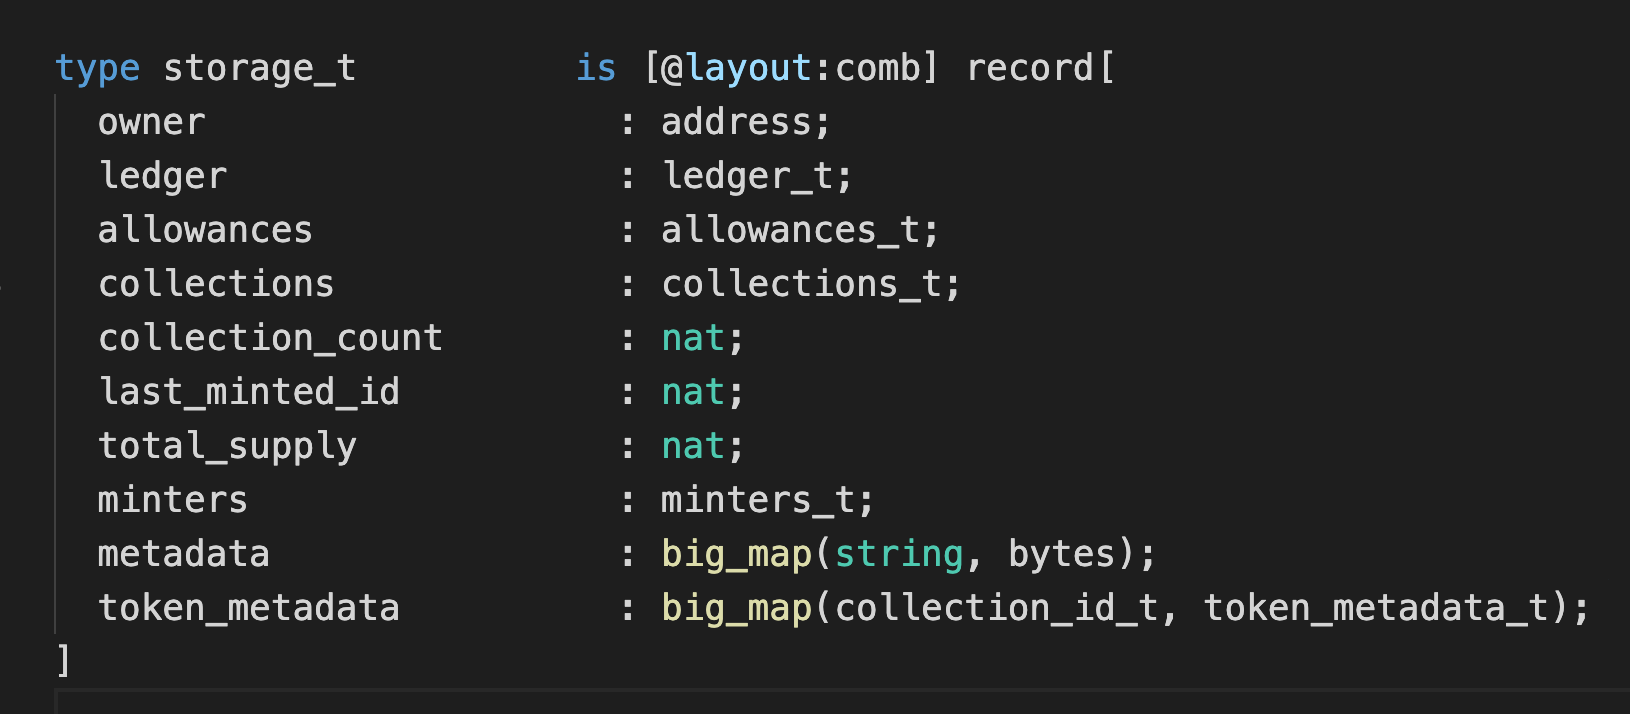 type storage_t          is [@layout:comb] record[
  owner                   : address;
  ledger                  : ledger_t;
  allowances              : allowances_t;
  collections             : collections_t;
  collection_count        : nat;
  last_minted_id          : nat;
  total_supply            : nat;
  minters                 : minters_t;
  metadata                : big_map(string, bytes);
  token_metadata          : big_map(collection_id_t, token_metadata_t);
]